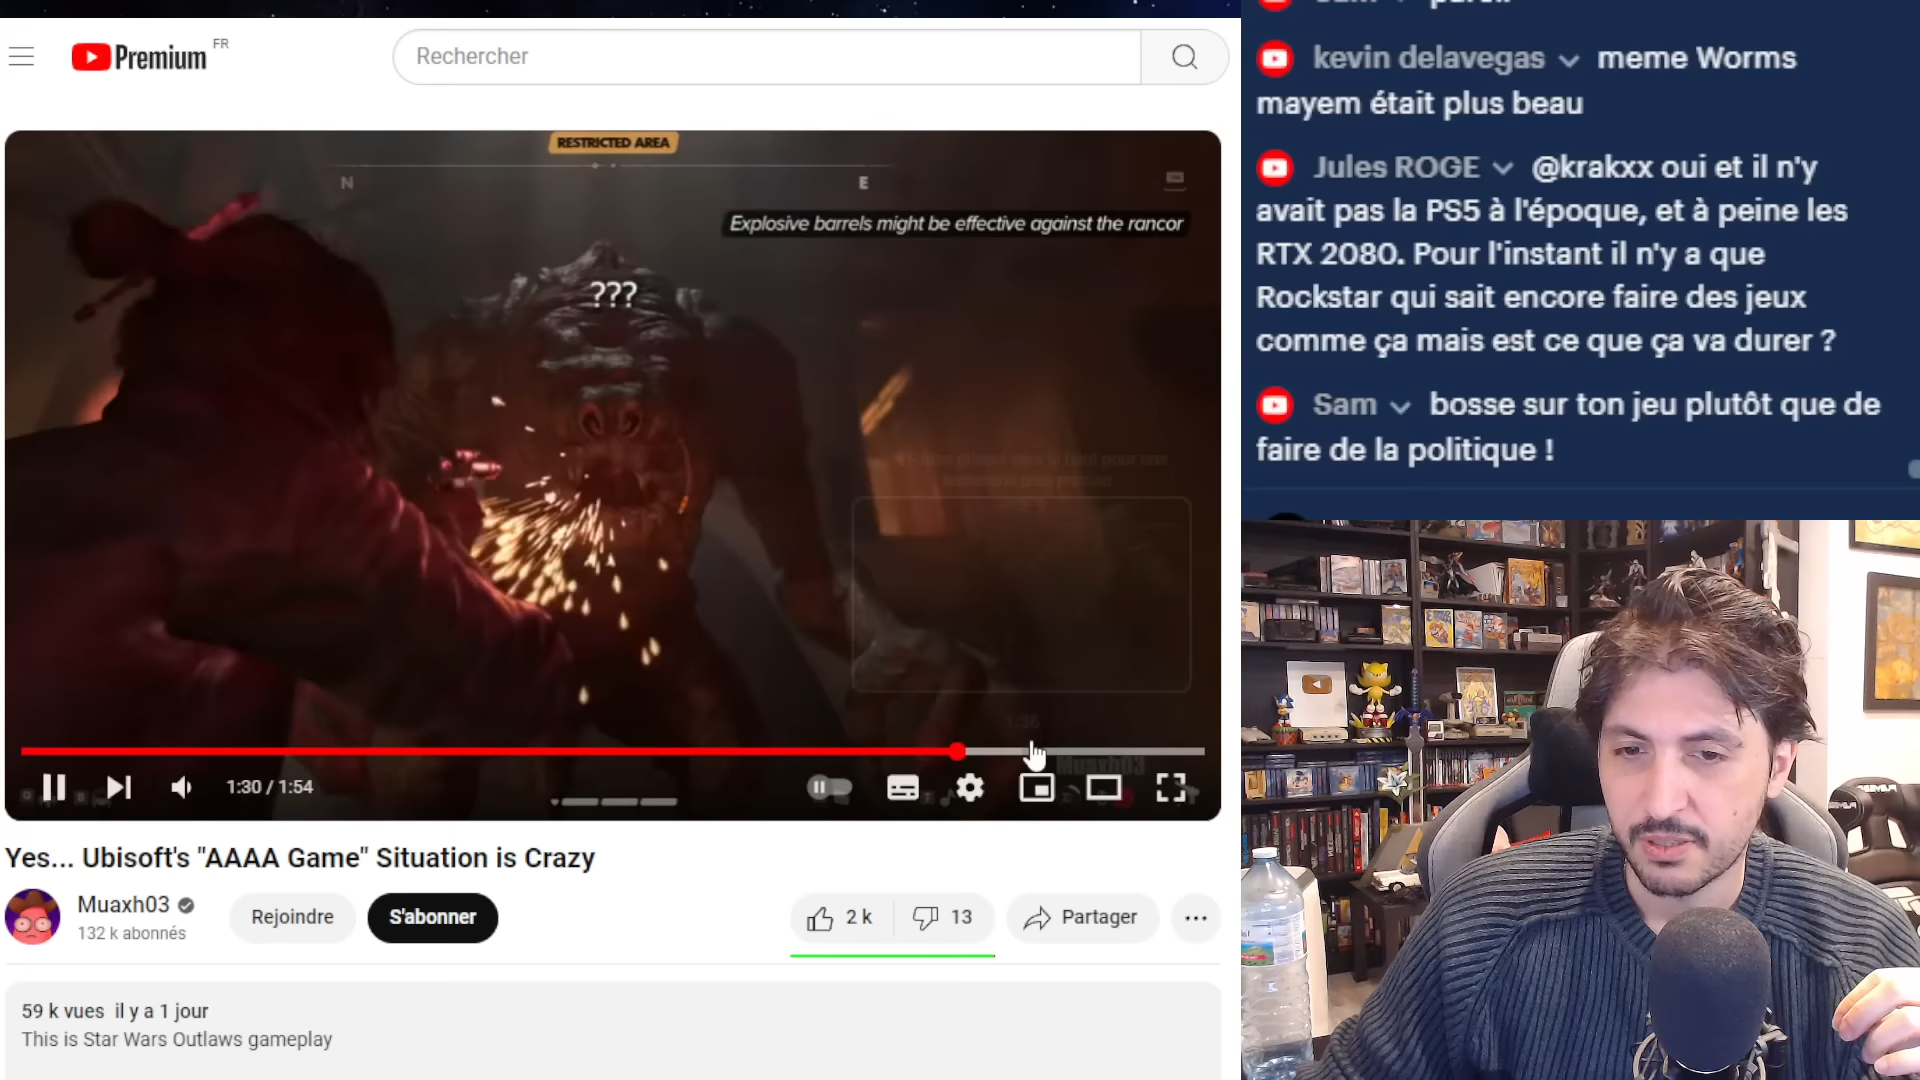 Premium FR
Rechercher
RESTRICTED AREA
N
E
Explosive barrels might be effective against the rancor
???
1:36
Muaxh03
1:30 / 1:54
Yes... Ubisoft's "AAAA Game" Situation is Crazy
Muaxh03
132 k abonnés
Rejoindre
S'abonner
2 k
13
Partager
59 k vues il y a 1 jour
This is Star Wars Outlaws gameplay
kevin delavegas meme Worms
mayem était plus beau
Jules ROGE @krakxx oui et il n'y
avait pas la PS5 à l'époque, et à peine les
RTX 2080. Pour l'instant il n'y a que
Rockstar qui sait encore faire des jeux
comme ça mais est ce que ça va durer ?
Sam bosse sur ton jeu plutôt que de
faire de la politique !